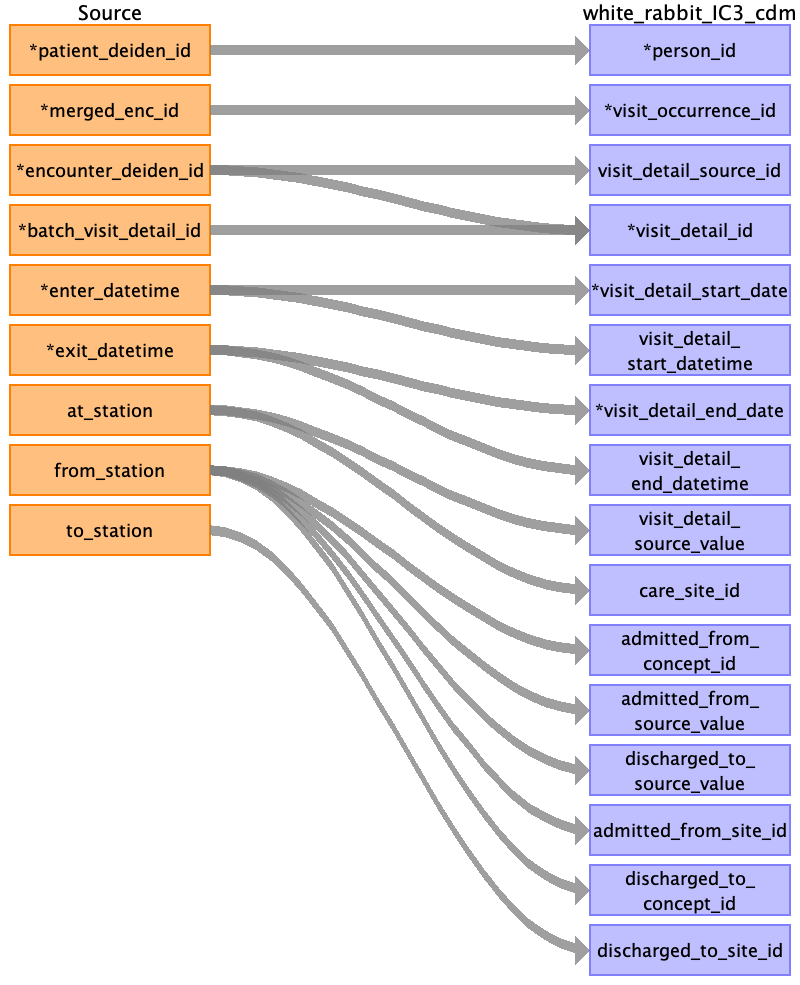 Source
white_rabbit_IC3_cdm
*patient_deiden_id
*person_id
*merged_enc_id
*visit_occurrence_id
*encounter_deiden_id
visit_detail_source_id
*batch_visit_detail_id
*visit_detail_id
*enter_datetime
*visit_detail_start_date
*exit_datetime
visit_detail_
start_datetime
at_station
*visit_detail_end_date
from_station
visit_detail_
end_datetime
to_station
visit_detail_
source_value
care_site_id
admitted_from_
concept_id
admitted_from_
source_value
discharged_to_
source_value
admitted_from_site_id
discharged_to_
concept_id
discharged_to_site_id